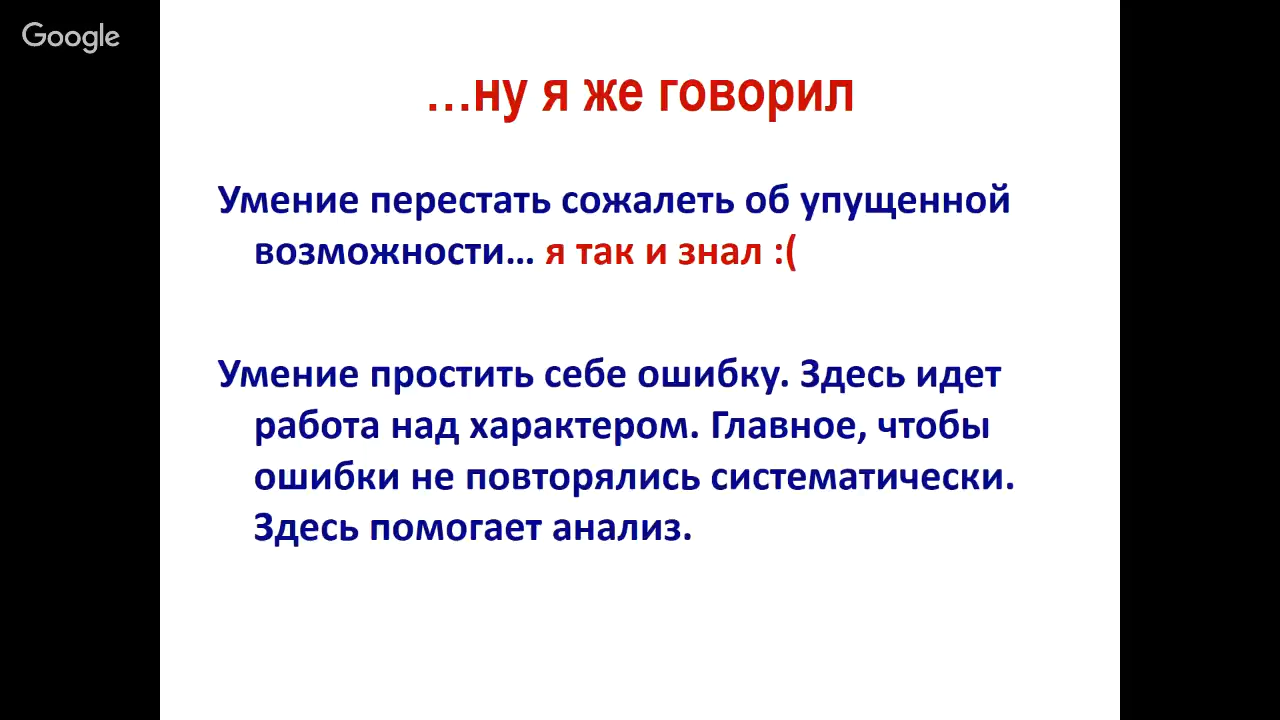 Google
…ну я же говорил
Умение перестать сожалеть об упущенной
возможности… я так и знал :(
Умение простить себе ошибку. Здесь идет
работа над характером. Главное, чтобы
ошибки не повторялись систематически.
Здесь помогает анализ.